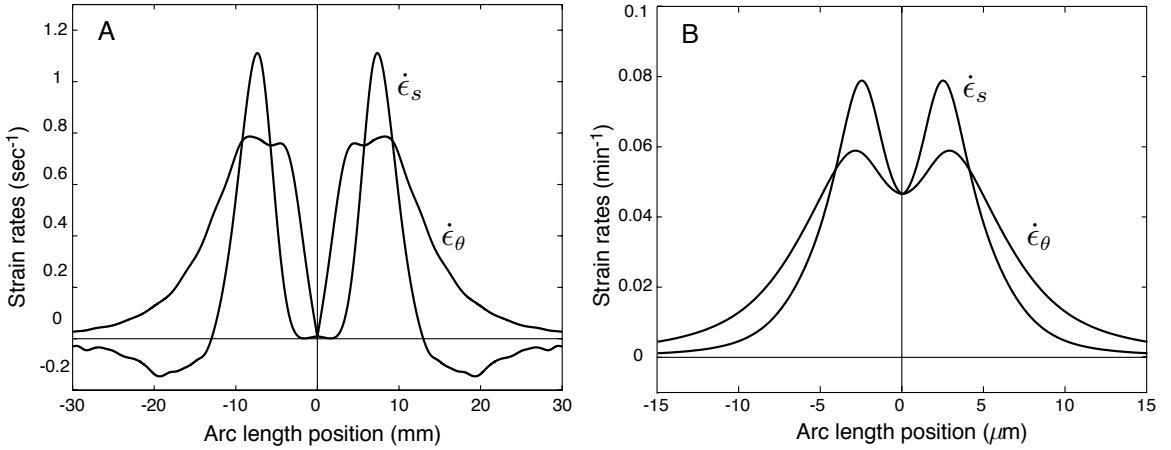 A
Strain rates (sec-1)
1.2
1
0.8
0.6
0.4
0.2
0
-0.2
ϵ̇s
ϵ̇θ
-30 -20 -10 0 10 20 30
Arc length position (mm)
B
Strain rates (min-1)
0.1
0.08
0.06
0.04
0.02
0
ϵ̇s
ϵ̇θ
-15 -10 -5 0 5 10 15
Arc length position (μm)